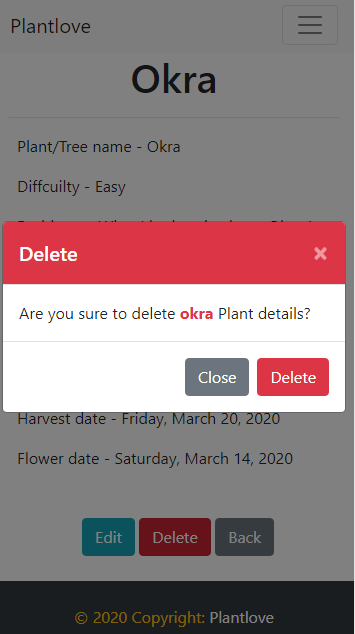 Plantlove
Okra
Plant/Tree name - Okra
Diffcuilty - Easy
Delete ×
Are you sure to delete okra Plant details?
Close Delete
Harvest date - Friday, March 20, 2020
Flower date - Saturday, March 14, 2020
Edit Delete Back
© 2020 Copyright: Plantlove